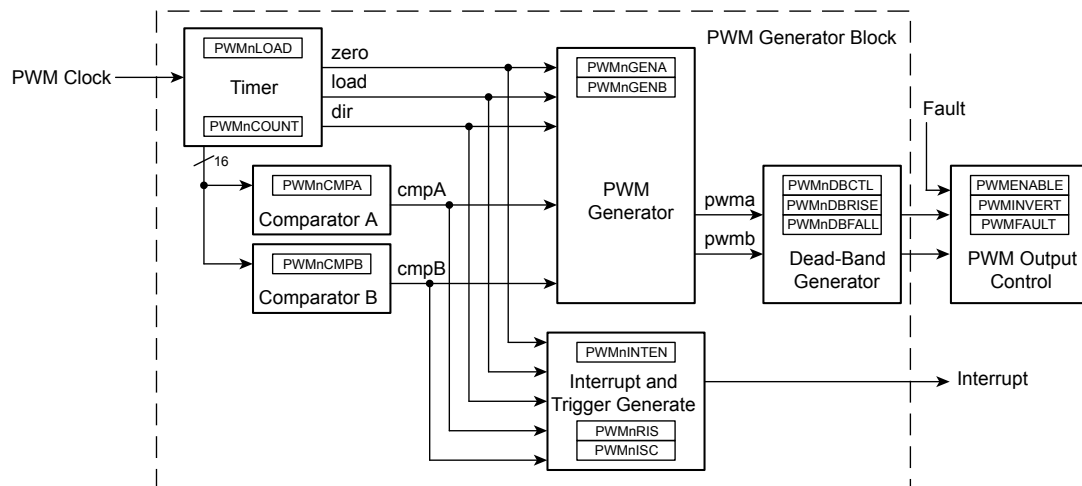 PWM Generator Block
PWM Clock
PWMnLOAD
Timer
PWMnCOUNT
zero
load
dir
16
PWMnCMPA
Comparator A
cmpA
PWMnCMPB
Comparator B
cmpB
PWMnGENA
PWMnGENB
PWM
Generator
pwma
pwmb
PWMnDBCTL
PWMnDBRISE
PWMnDBFALL
Dead-Band
Generator
Fault
PWMENABLE
PWMINVERT
PWMFAULT
PWM Output
Control
PWMnINTEN
Interrupt and
Trigger Generate
PWMnRIS
PWMnISC
Interrupt